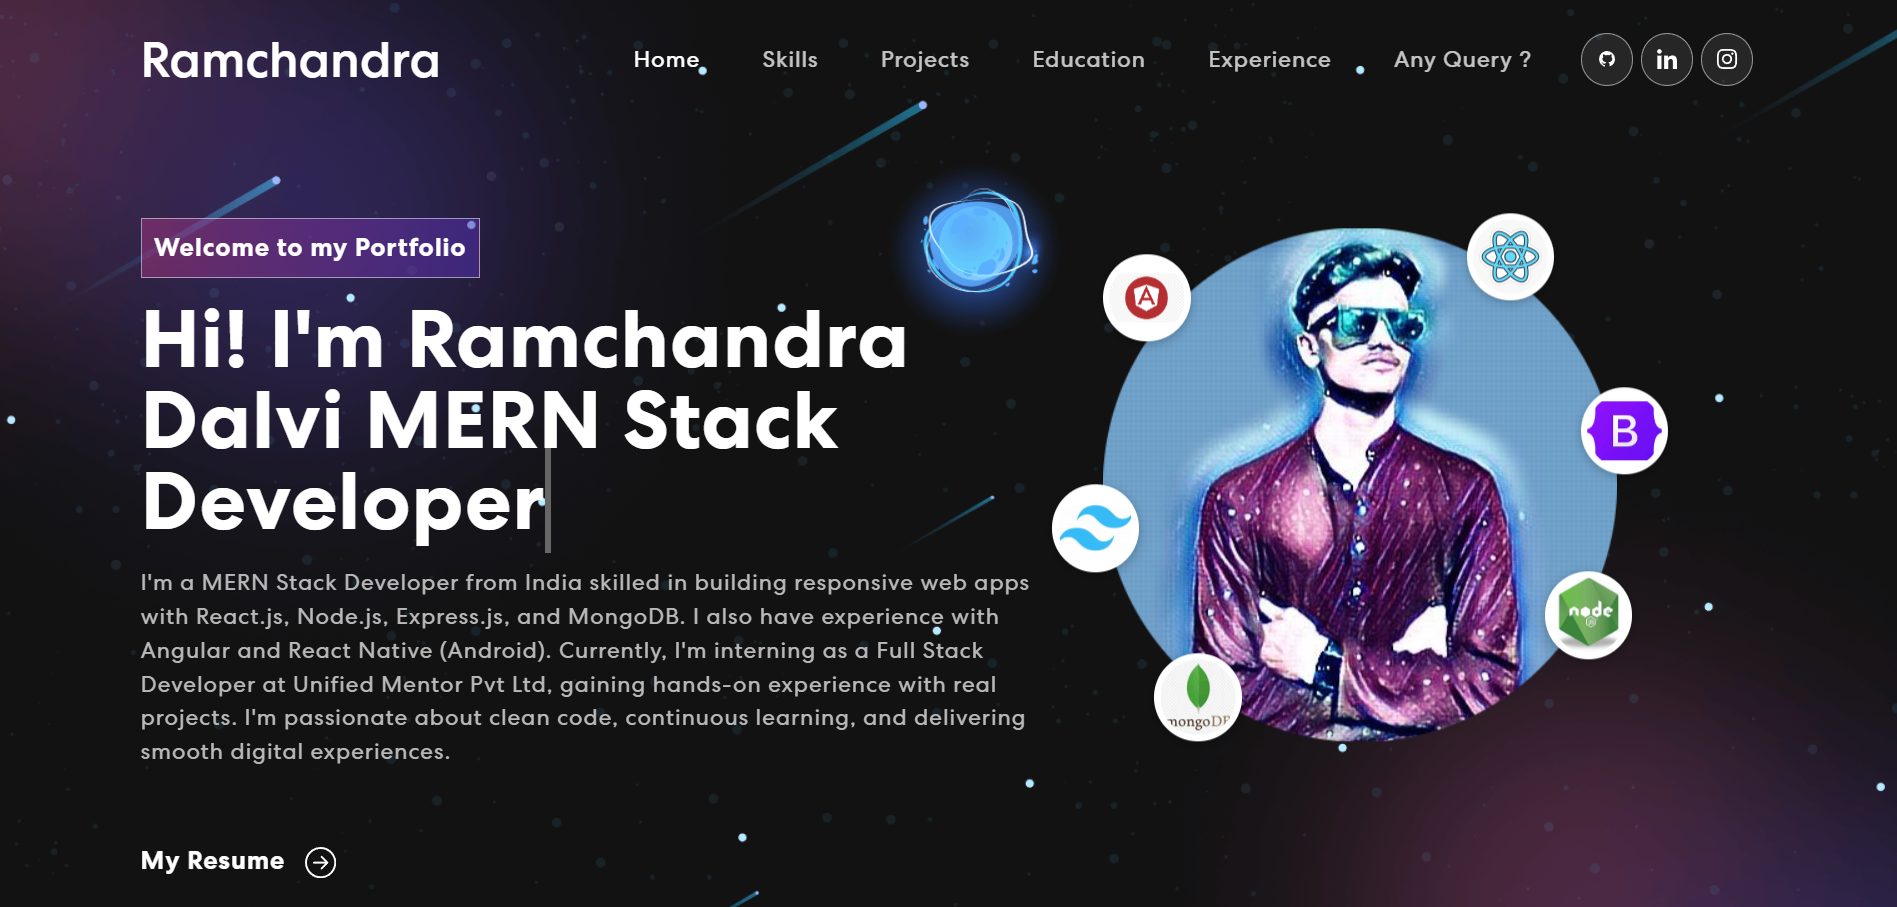 Ramchandra
Home Skills Projects Education Experience Any Query ?
in
Welcome to my Portfolio
Hi! I'm Ramchandra
Dalvi MERN Stack
Developer
I'm a MERN Stack Developer from India skilled in building responsive web apps
with React.js, Node.js, Express.js, and MongoDB. I also have experience with
Angular and React Native (Android). Currently, I'm interning as a Full Stack
Developer at Unified Mentor Pvt Ltd, gaining hands-on experience with real
projects. I'm passionate about clean code, continuous learning, and delivering
smooth digital experiences.
My Resume
A
B
node
JS
mongoDB